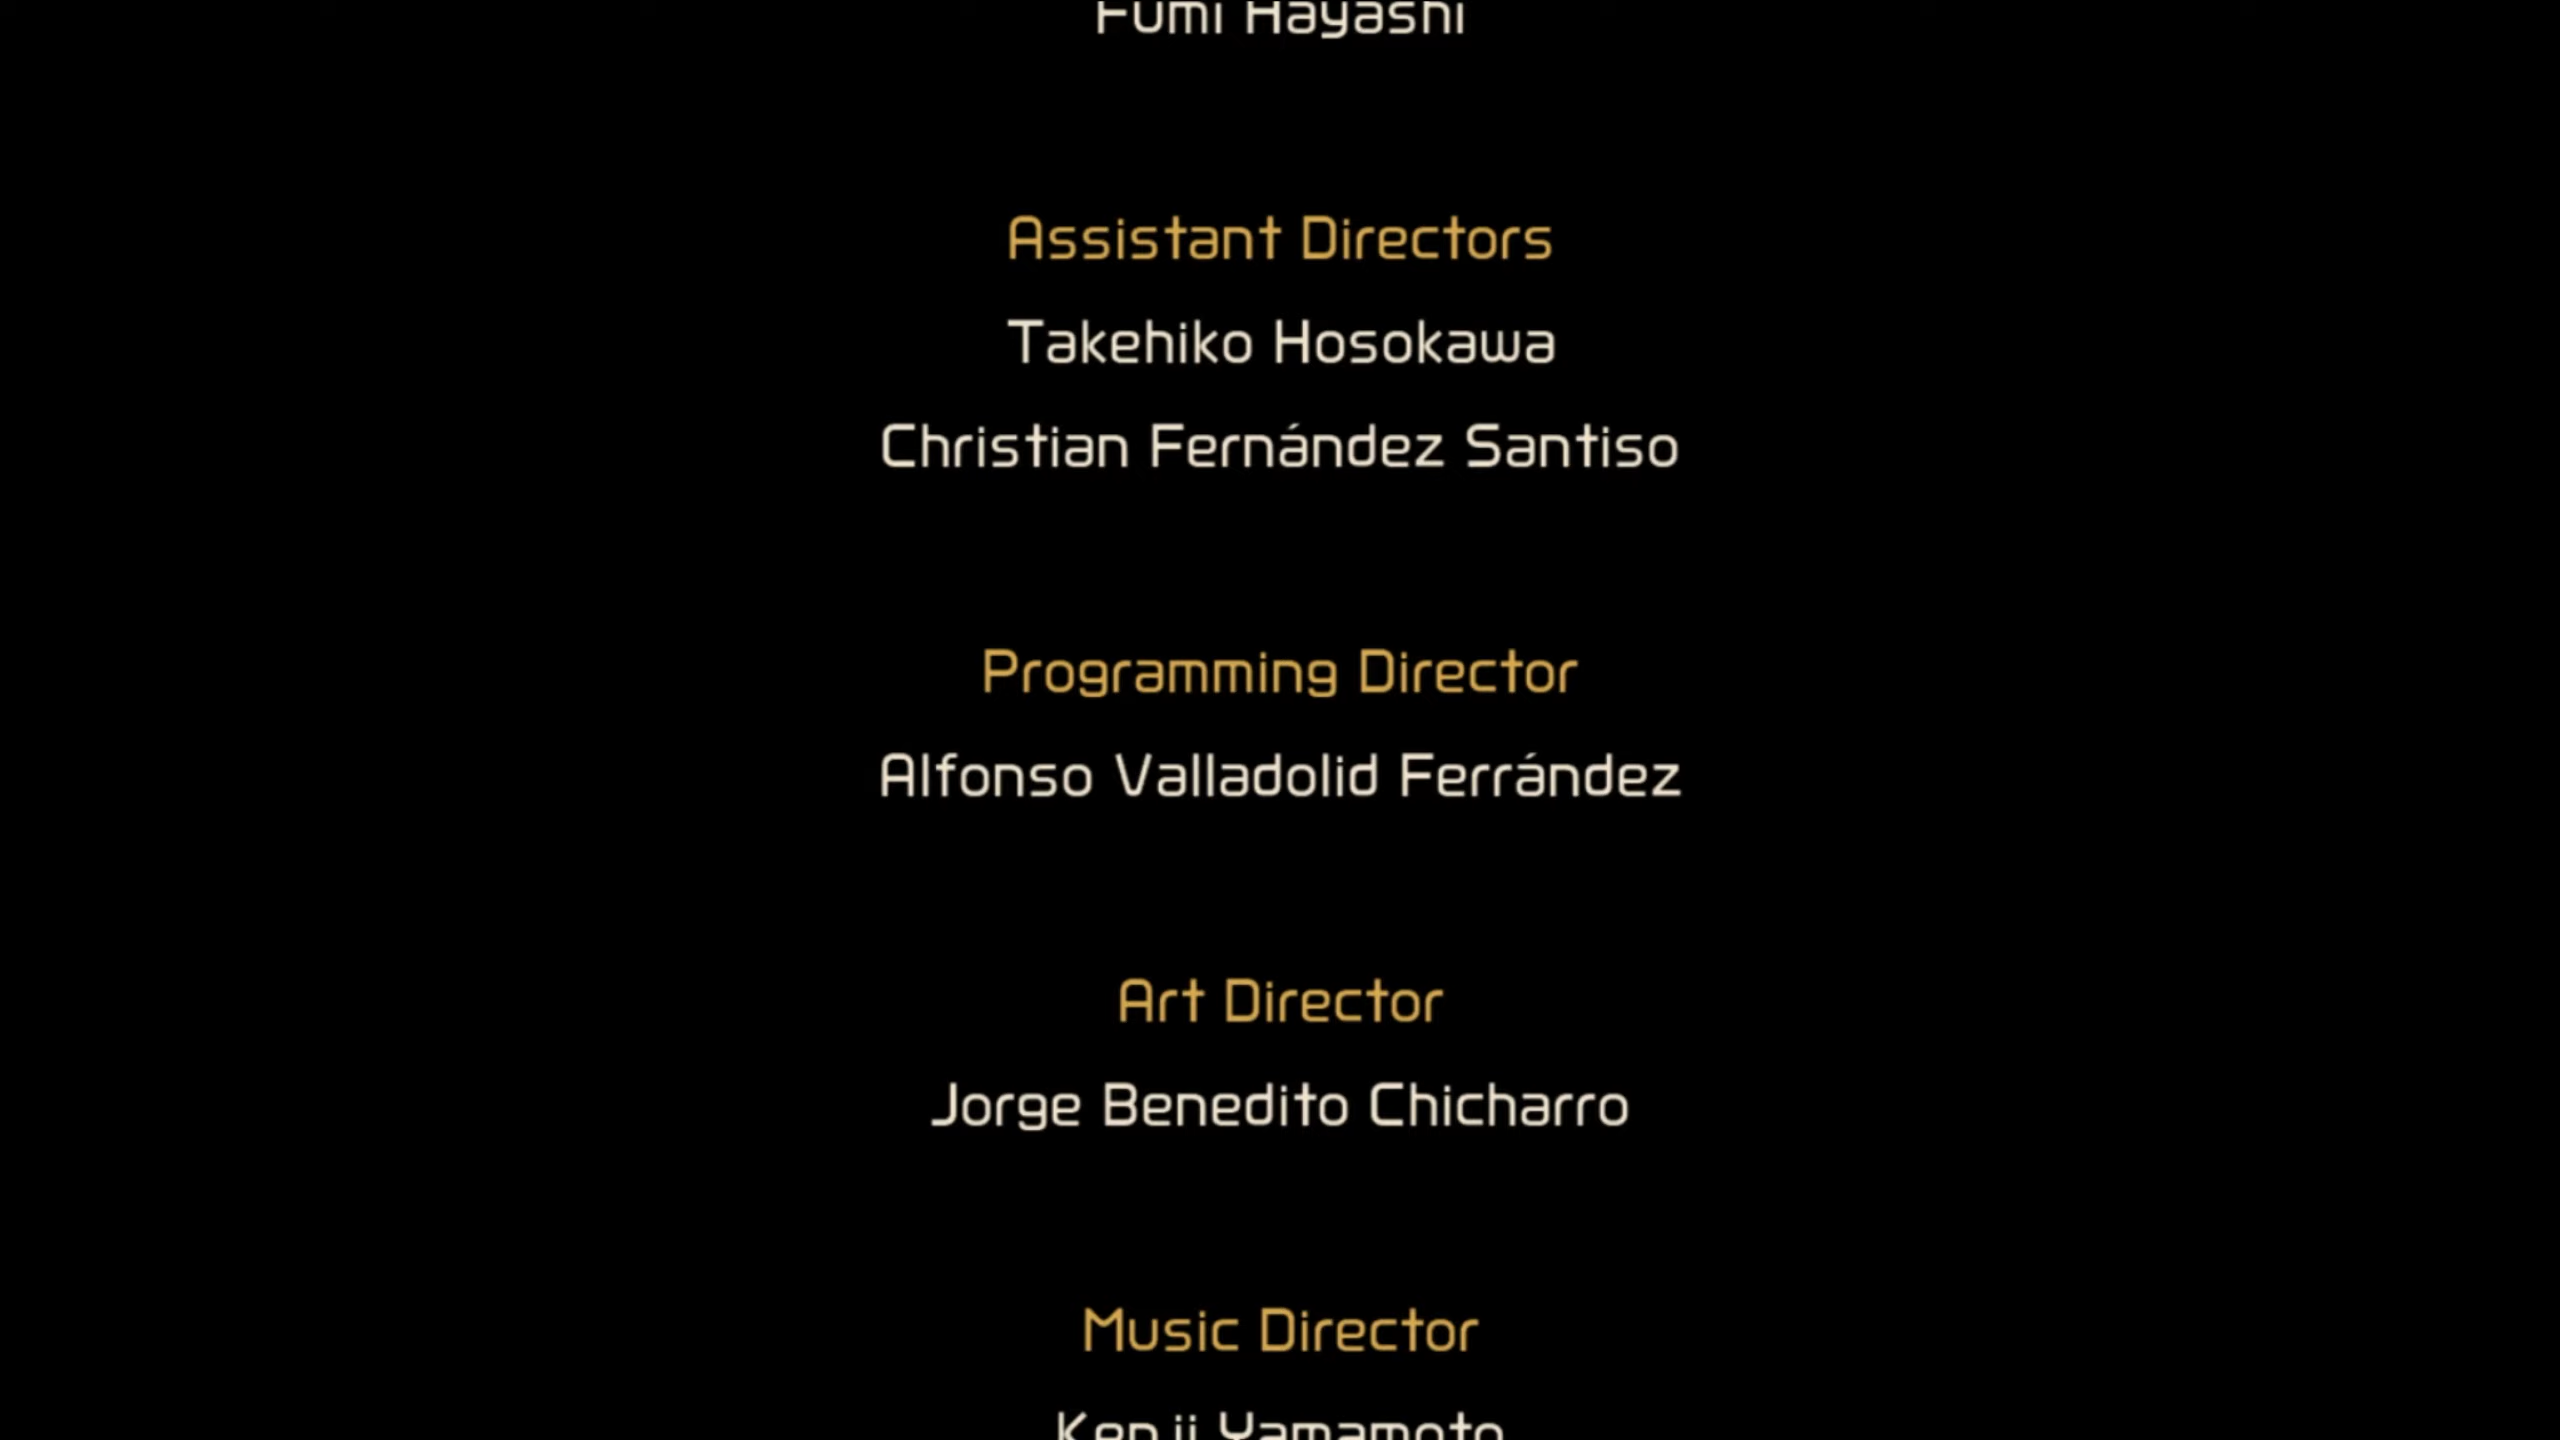 Fumi Hayashi
Assistant Directors
Takehiko Hosokawa
Christian Fernández Santiso
Programming Director
Alfonso Valladolid Ferrández
Art Director
Jorge Benedito Chicharro
Music Director
Kenji Yamamoto